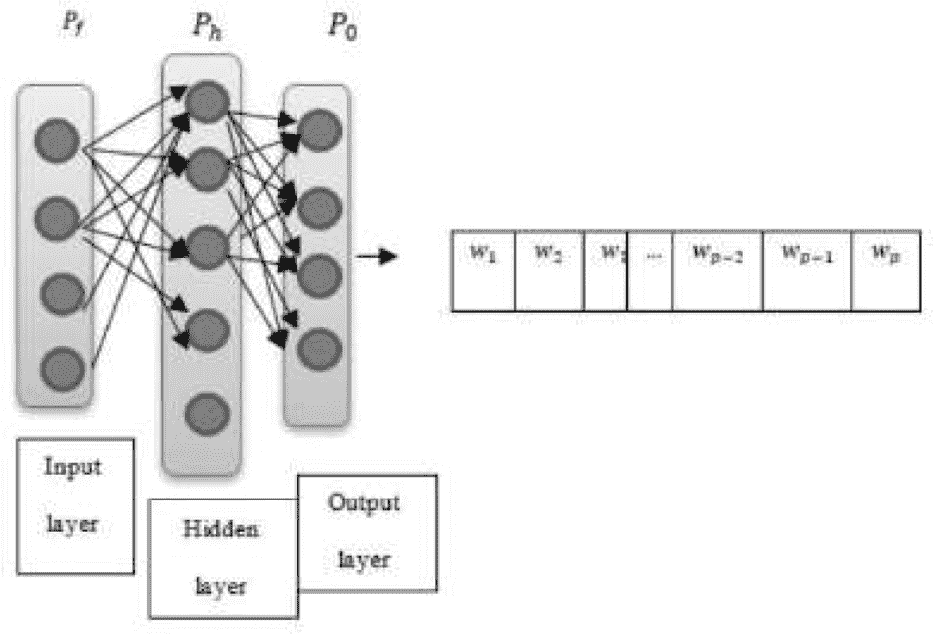 P_f P_h P_0
w_1 w_2 ... w_{p-2} w_{p-1} w_p
Input
layer
Hidden
layer
Output
layer